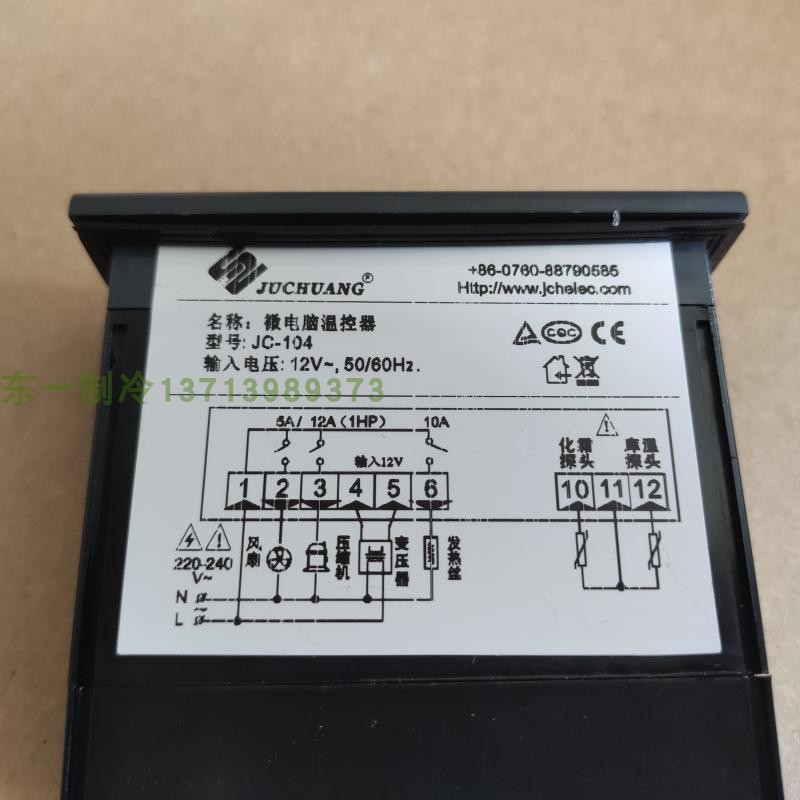 JUCHUANG®
+86-0760-88790585
Http://www.jchelec.com
名称：微电脑温控器
型号: JC-104
输入电压: 12V~, 50/60Hz.
CQC CE
东一制冷13713989373
5A/ 12A (1HP) 10A
输入12V
1 2 3 4 5 6
化霜探头
库温探头
10 11 12
220-240V~
风扇
压缩机
变压器
发热丝
N
L